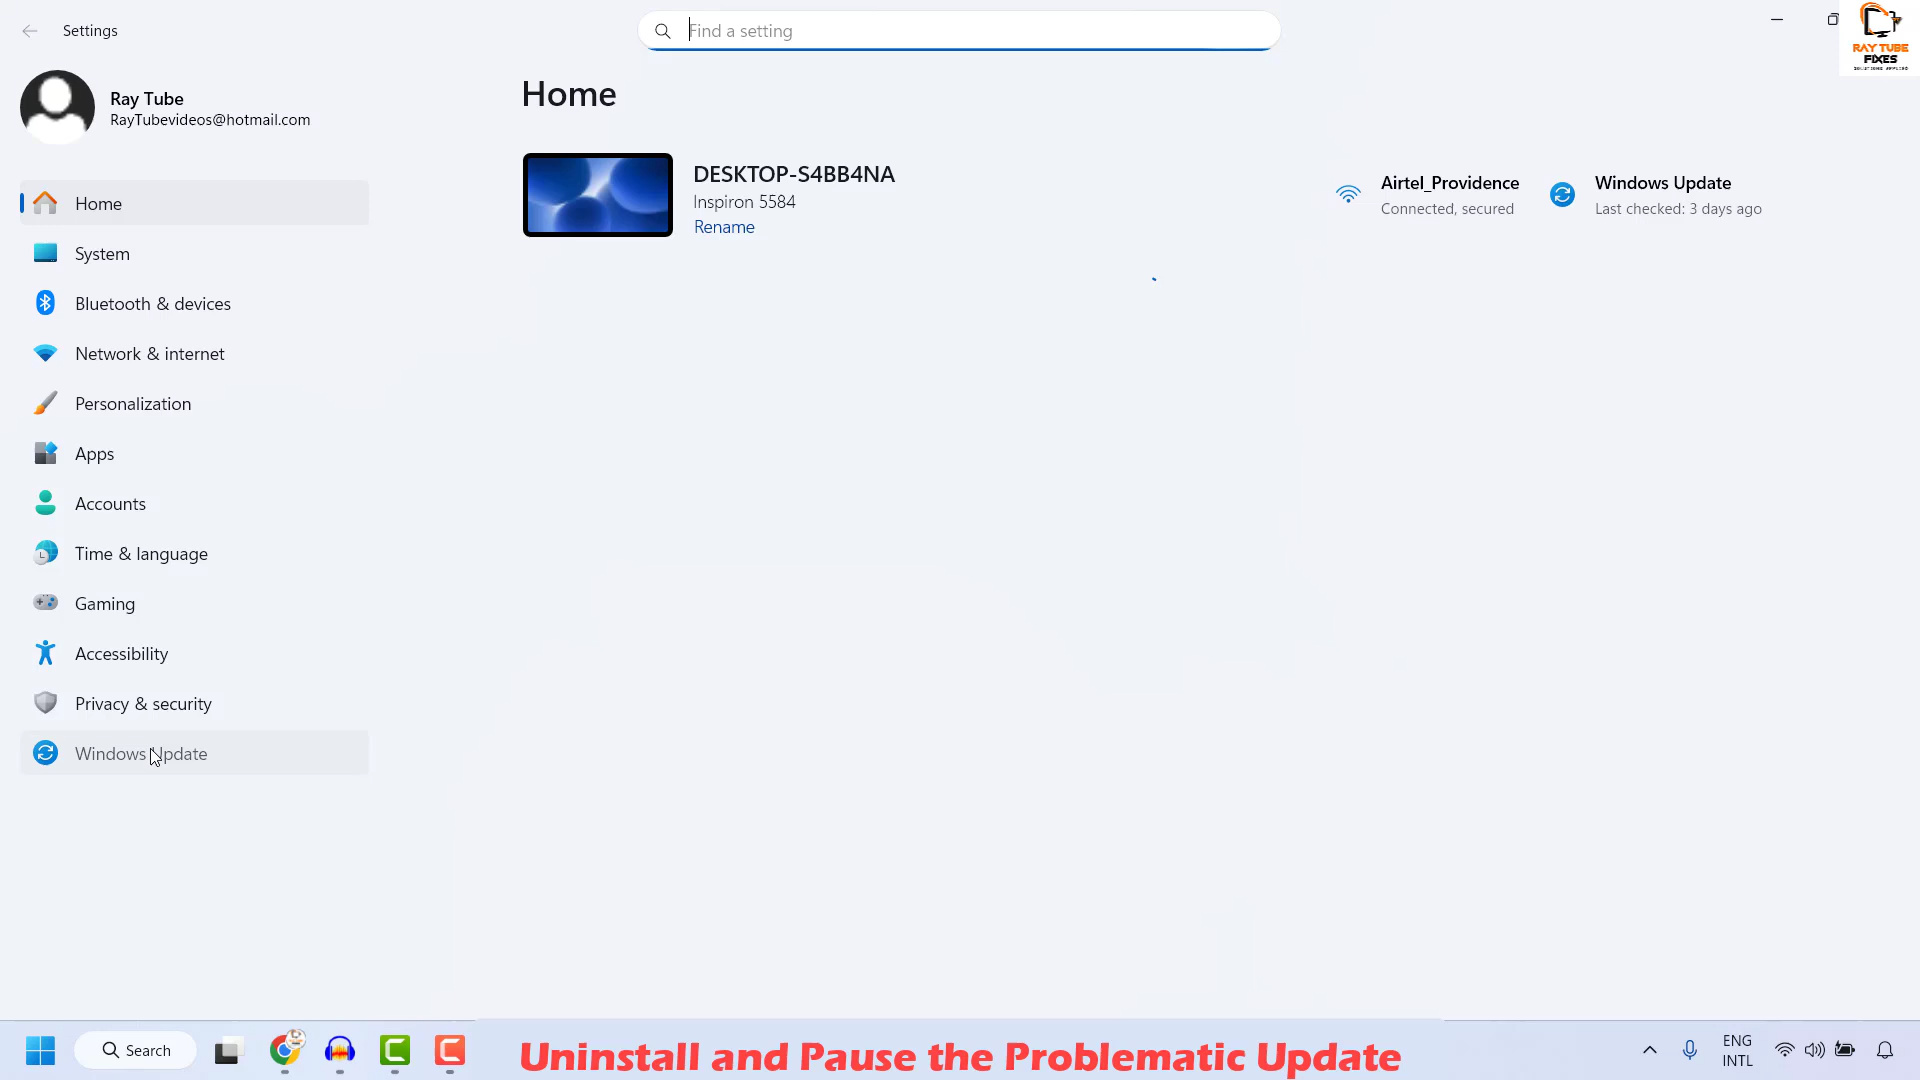 Settings
Find a setting
RAY TUBE
FIXES
SOLUTIONS APPLIED
Ray Tube
RayTubevideos@hotmail.com
Home
DESKTOP-S4BB4NA
Inspiron 5584
Rename
Airtel_Providence
Connected, secured
Windows Update
Last checked: 3 days ago
Home
System
Bluetooth & devices
Network & internet
Personalization
Apps
Accounts
Time & language
Gaming
Accessibility
Privacy & security
Windows Update
Search
Uninstall and Pause the Problematic Update
ENG
INTL